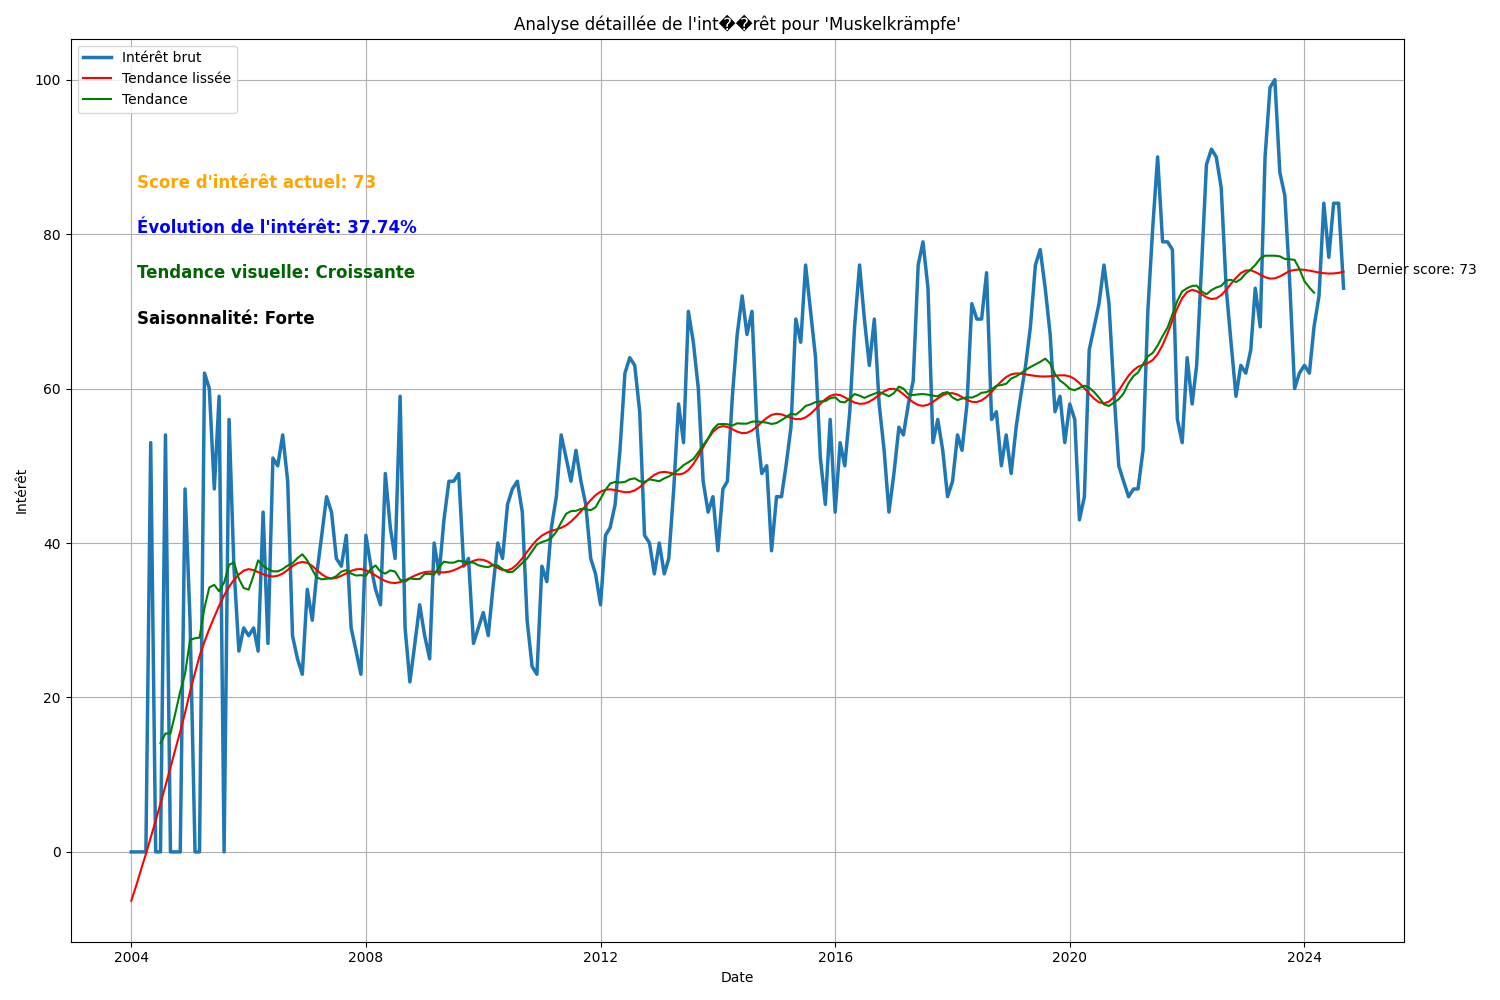 Analyse détaillée de l'int��rêt pour 'Muskelkrämpfe'
Intérêt brut
Tendance lissée
Tendance
Score d'intérêt actuel: 73
Évolution de l'intérêt: 37.74%
Tendance visuelle: Croissante
Saisonnalité: Forte
Dernier score: 73
Intérêt
100
80
60
40
20
0
2004
2008
2012
2016
2020
2024
Date